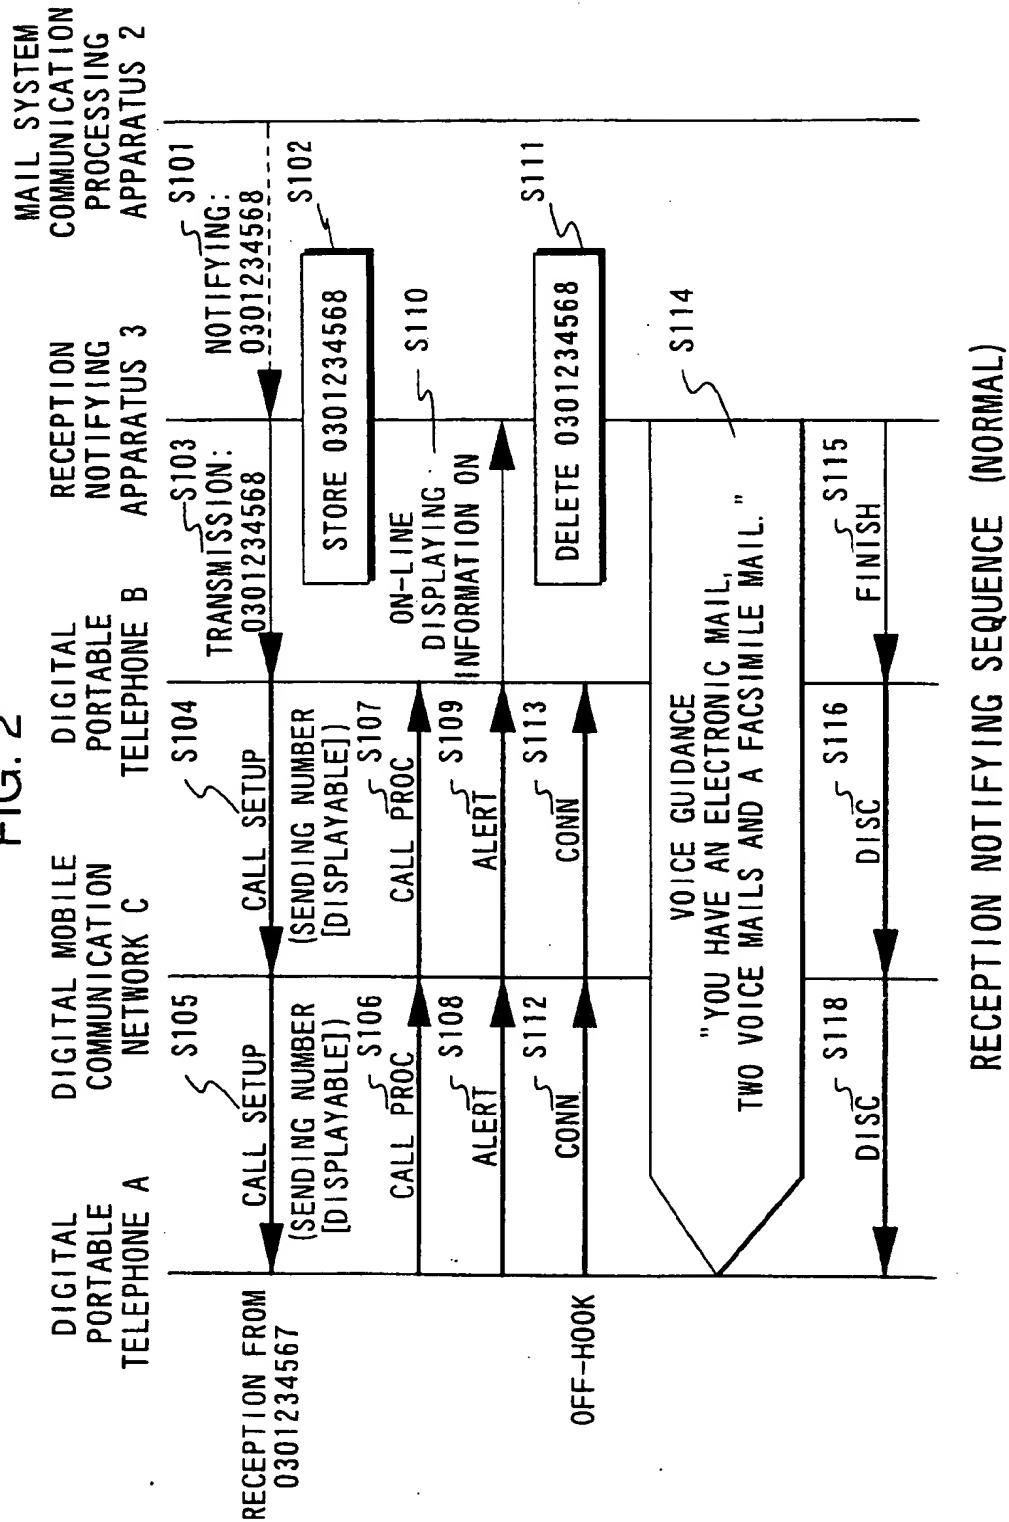 FIG. 2
DIGITAL
PORTABLE
TELEPHONE A
DIGITAL MOBILE
COMMUNICATION
NETWORK C
DIGITAL
PORTABLE
TELEPHONE B
RECEPTION
NOTIFYING
APPARATUS 3
MAIL SYSTEM
COMMUNICATION
PROCESSING
APPARATUS 2
S101
NOTIFYING:
0301234568
S102
STORE 0301234568
S103
TRANSMISSION:
0301234568
S104
CALL SETUP
(SENDING NUMBER
[DISPLAYABLE])
S105
CALL SETUP
(SENDING NUMBER
[DISPLAYABLE])
RECEPTION FROM
0301234567
S106
CALL PROC
S107
CALL PROC
S108
ALERT
S109
ALERT
S110
ON-LINE
DISPLAYING
INFORMATION ON
S111
DELETE 0301234568
OFF-HOOK
S112
CONN
S113
CONN
S114
VOICE GUIDANCE
"YOU HAVE AN ELECTRONIC MAIL,
TWO VOICE MAILS AND A FACSIMILE MAIL."
S115
FINISH
S116
DISC
S118
DISC
RECEPTION NOTIFYING SEQUENCE (NORMAL)